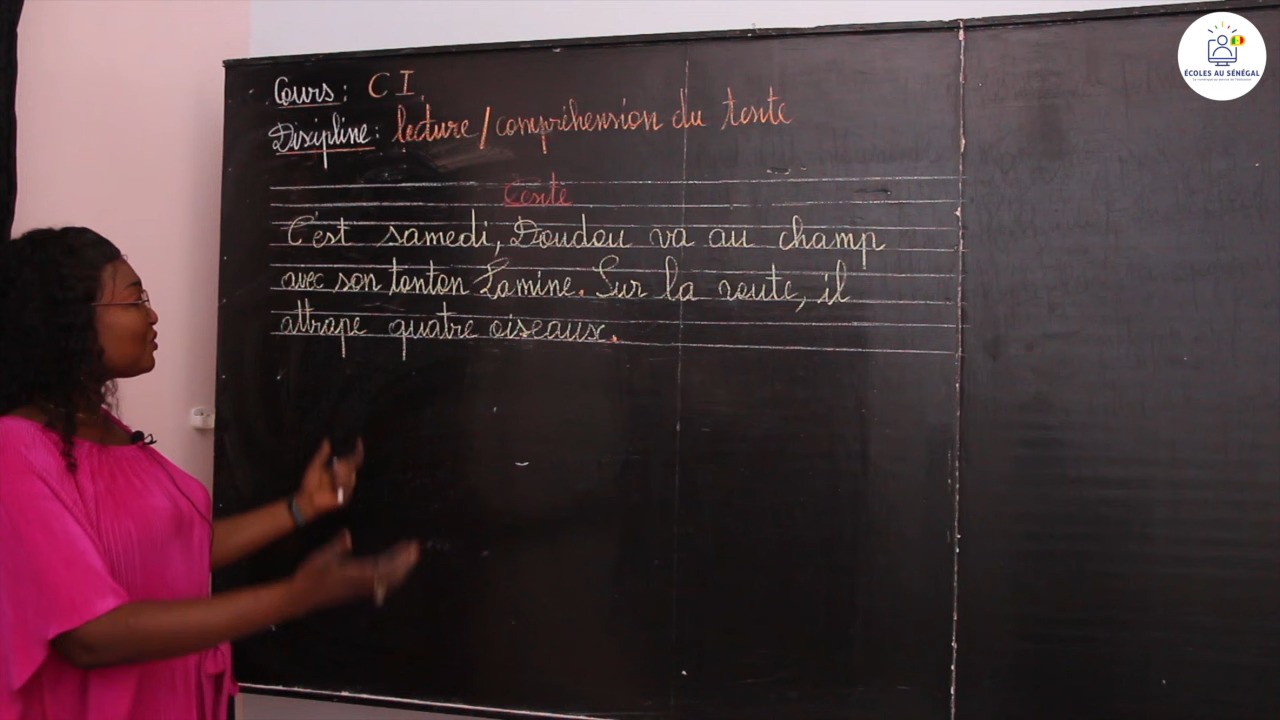 Cours : C I.
Discipline : lecture / compréhension du texte
Texte
C'est samedi, Doudou va au champ
avec son tonton Lamine. Sur la route, il
attrape quatre oiseaux.
ÉCOLES AU SÉNÉGAL